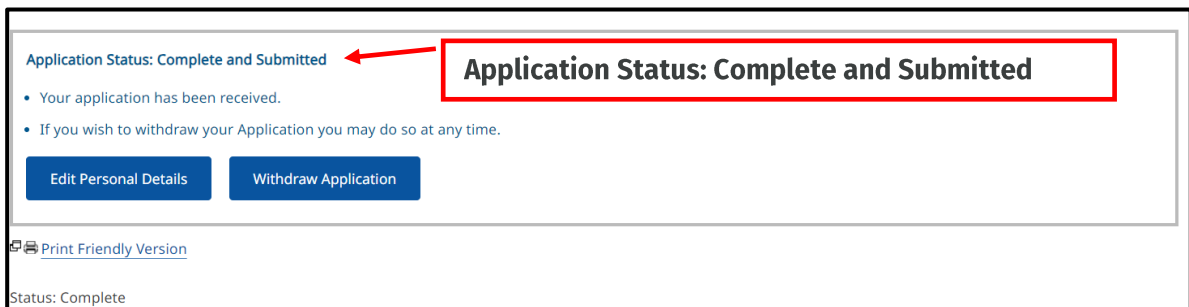 Application Status: Complete and Submitted
Application Status: Complete and Submitted
• Your application has been received.
• If you wish to withdraw your Application you may do so at any time.
Edit Personal Details
Withdraw Application
Print Friendly Version
Status: Complete